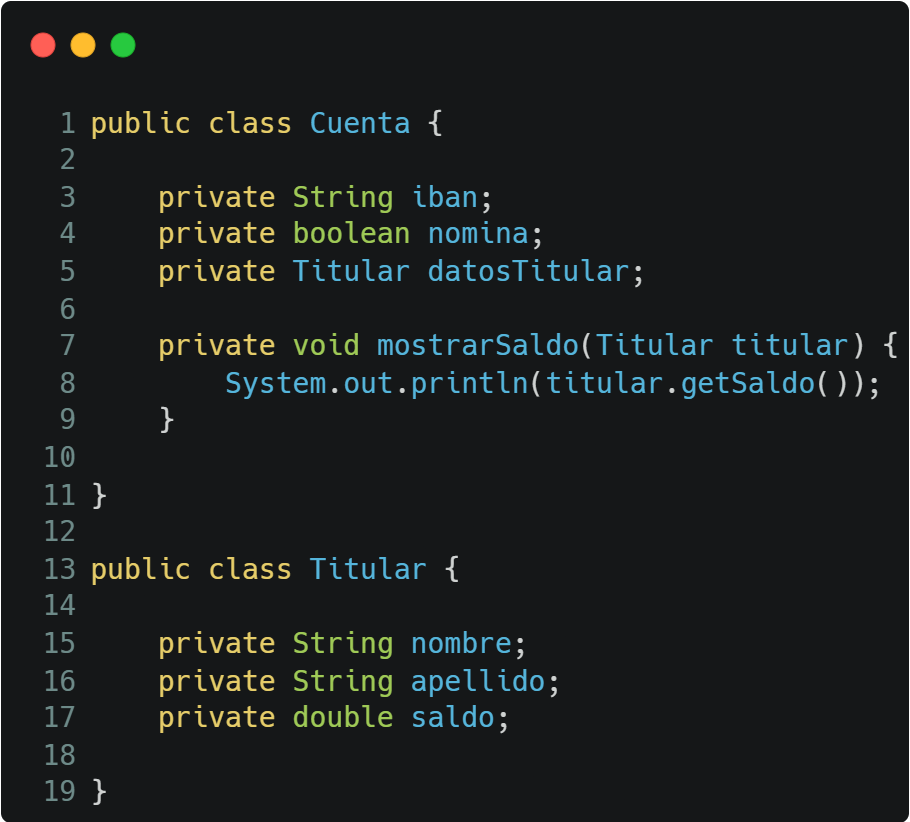 1 public class Cuenta {
2
3     private String iban;
4     private boolean nomina;
5     private Titular datosTitular;
6
7     private void mostrarSaldo(Titular titular) {
8         System.out.println(titular.getSaldo());
9     }
10
11 }
12
13 public class Titular {
14
15     private String nombre;
16     private String apellido;
17     private double saldo;
18
19 }